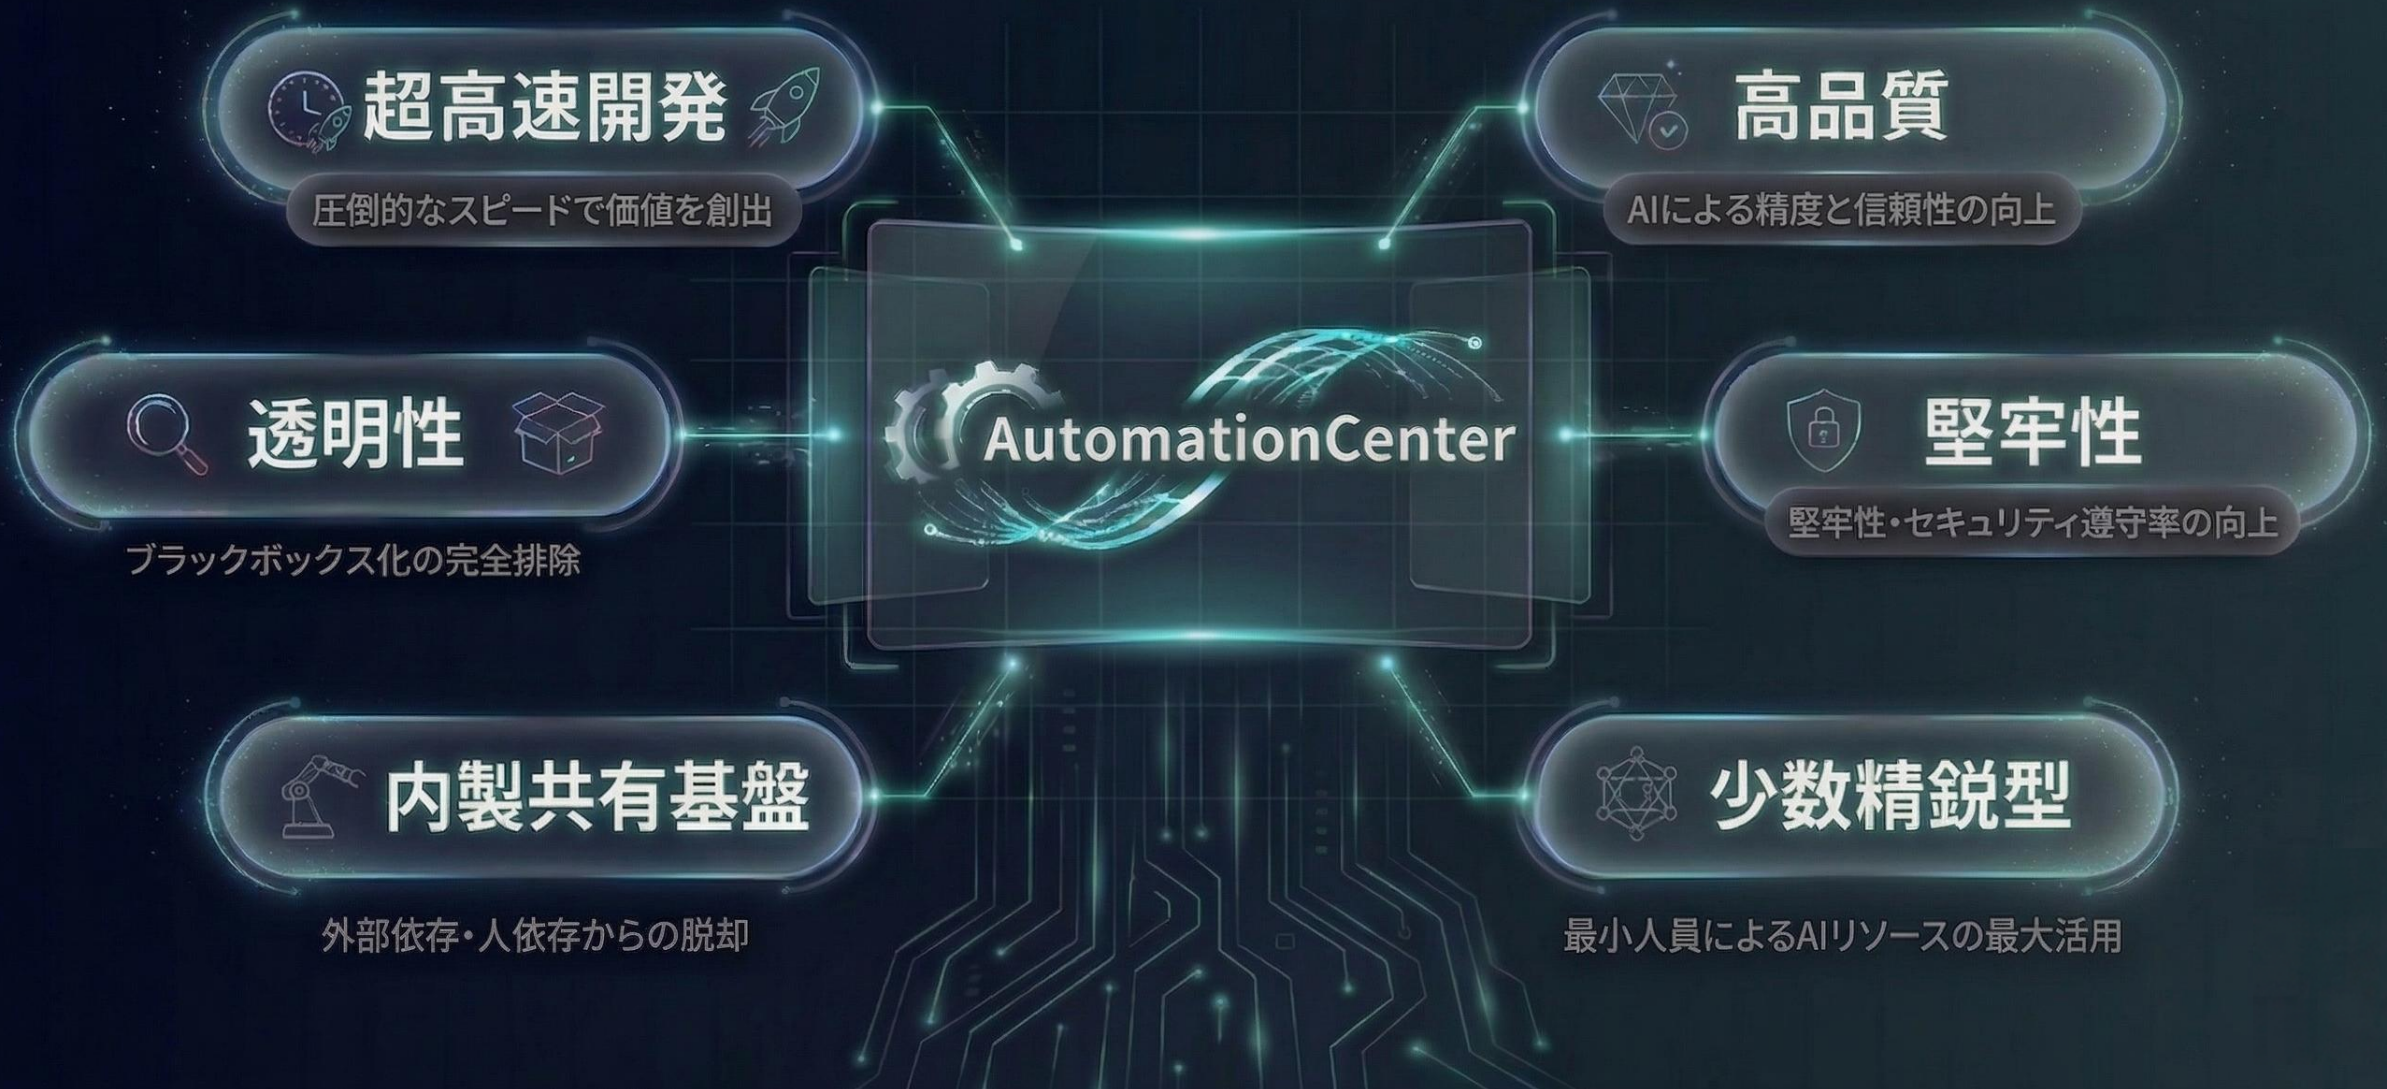 超高速開発
圧倒的なスピードで価値を創出
高品質
AIによる精度と信頼性の向上
透明性
ブラックボックス化の完全排除
AutomationCenter
堅牢性
堅牢性・セキュリティ遵守率の向上
内製共有基盤
外部依存・人依存からの脱却
少数精鋭型
最小人員によるAIリソースの最大活用